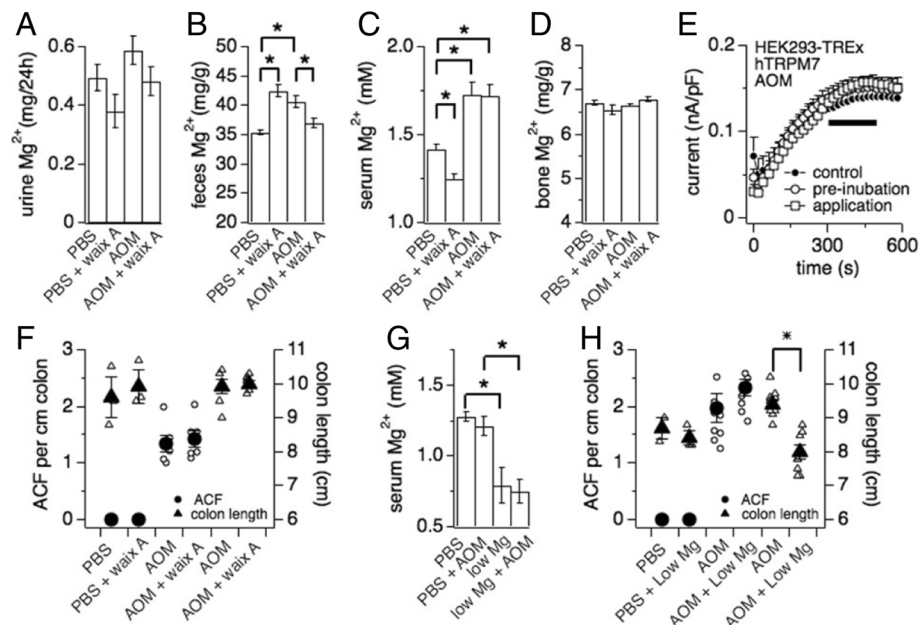 A
urine Mg2+ (mg/24h)
0.6
0.4
0.2
0
PBS
PBS + waix A
AOM
AOM + waix A
B
feces Mg2+(mg/g)
50
45
40
35
30
25
20
*
*
*
PBS
PBS + waix A
AOM
AOM + waix A
C
serum Mg2+ (mM)
2.0
1.75
1.5
1.25
1.0
*
*
*
PBS
PBS + waix A
AOM
AOM + waix A
D
bone Mg2+ (mg/g)
8
7
6
5
4
PBS
PBS + waix A
AOM
AOM + waix A
E
current (nA/pF)
0.2
0.1
0
HEK293-TREx
hTRPM7
AOM
control
pre-inubation
application
0
300
600
time (s)
F
ACF per cm colon
3
2
1
0
11
10
9
8
7
6
colon length (cm)
ACF
colon length
PBS
PBS + waix A
AOM
AOM + waix A
AOM
AOM + waix A
G
serum Mg2+ (mM)
1.5
1.25
1.0
0.75
0.5
*
*
PBS
PBS + AOM
low Mg
low Mg + AOM
H
ACF per cm colon
3
2
1
0
*
11
10
9
8
7
6
colon length (cm)
ACF
colon length
PBS
PBS + Low Mg
AOM
AOM + Low Mg
AOM
AOM + Low Mg